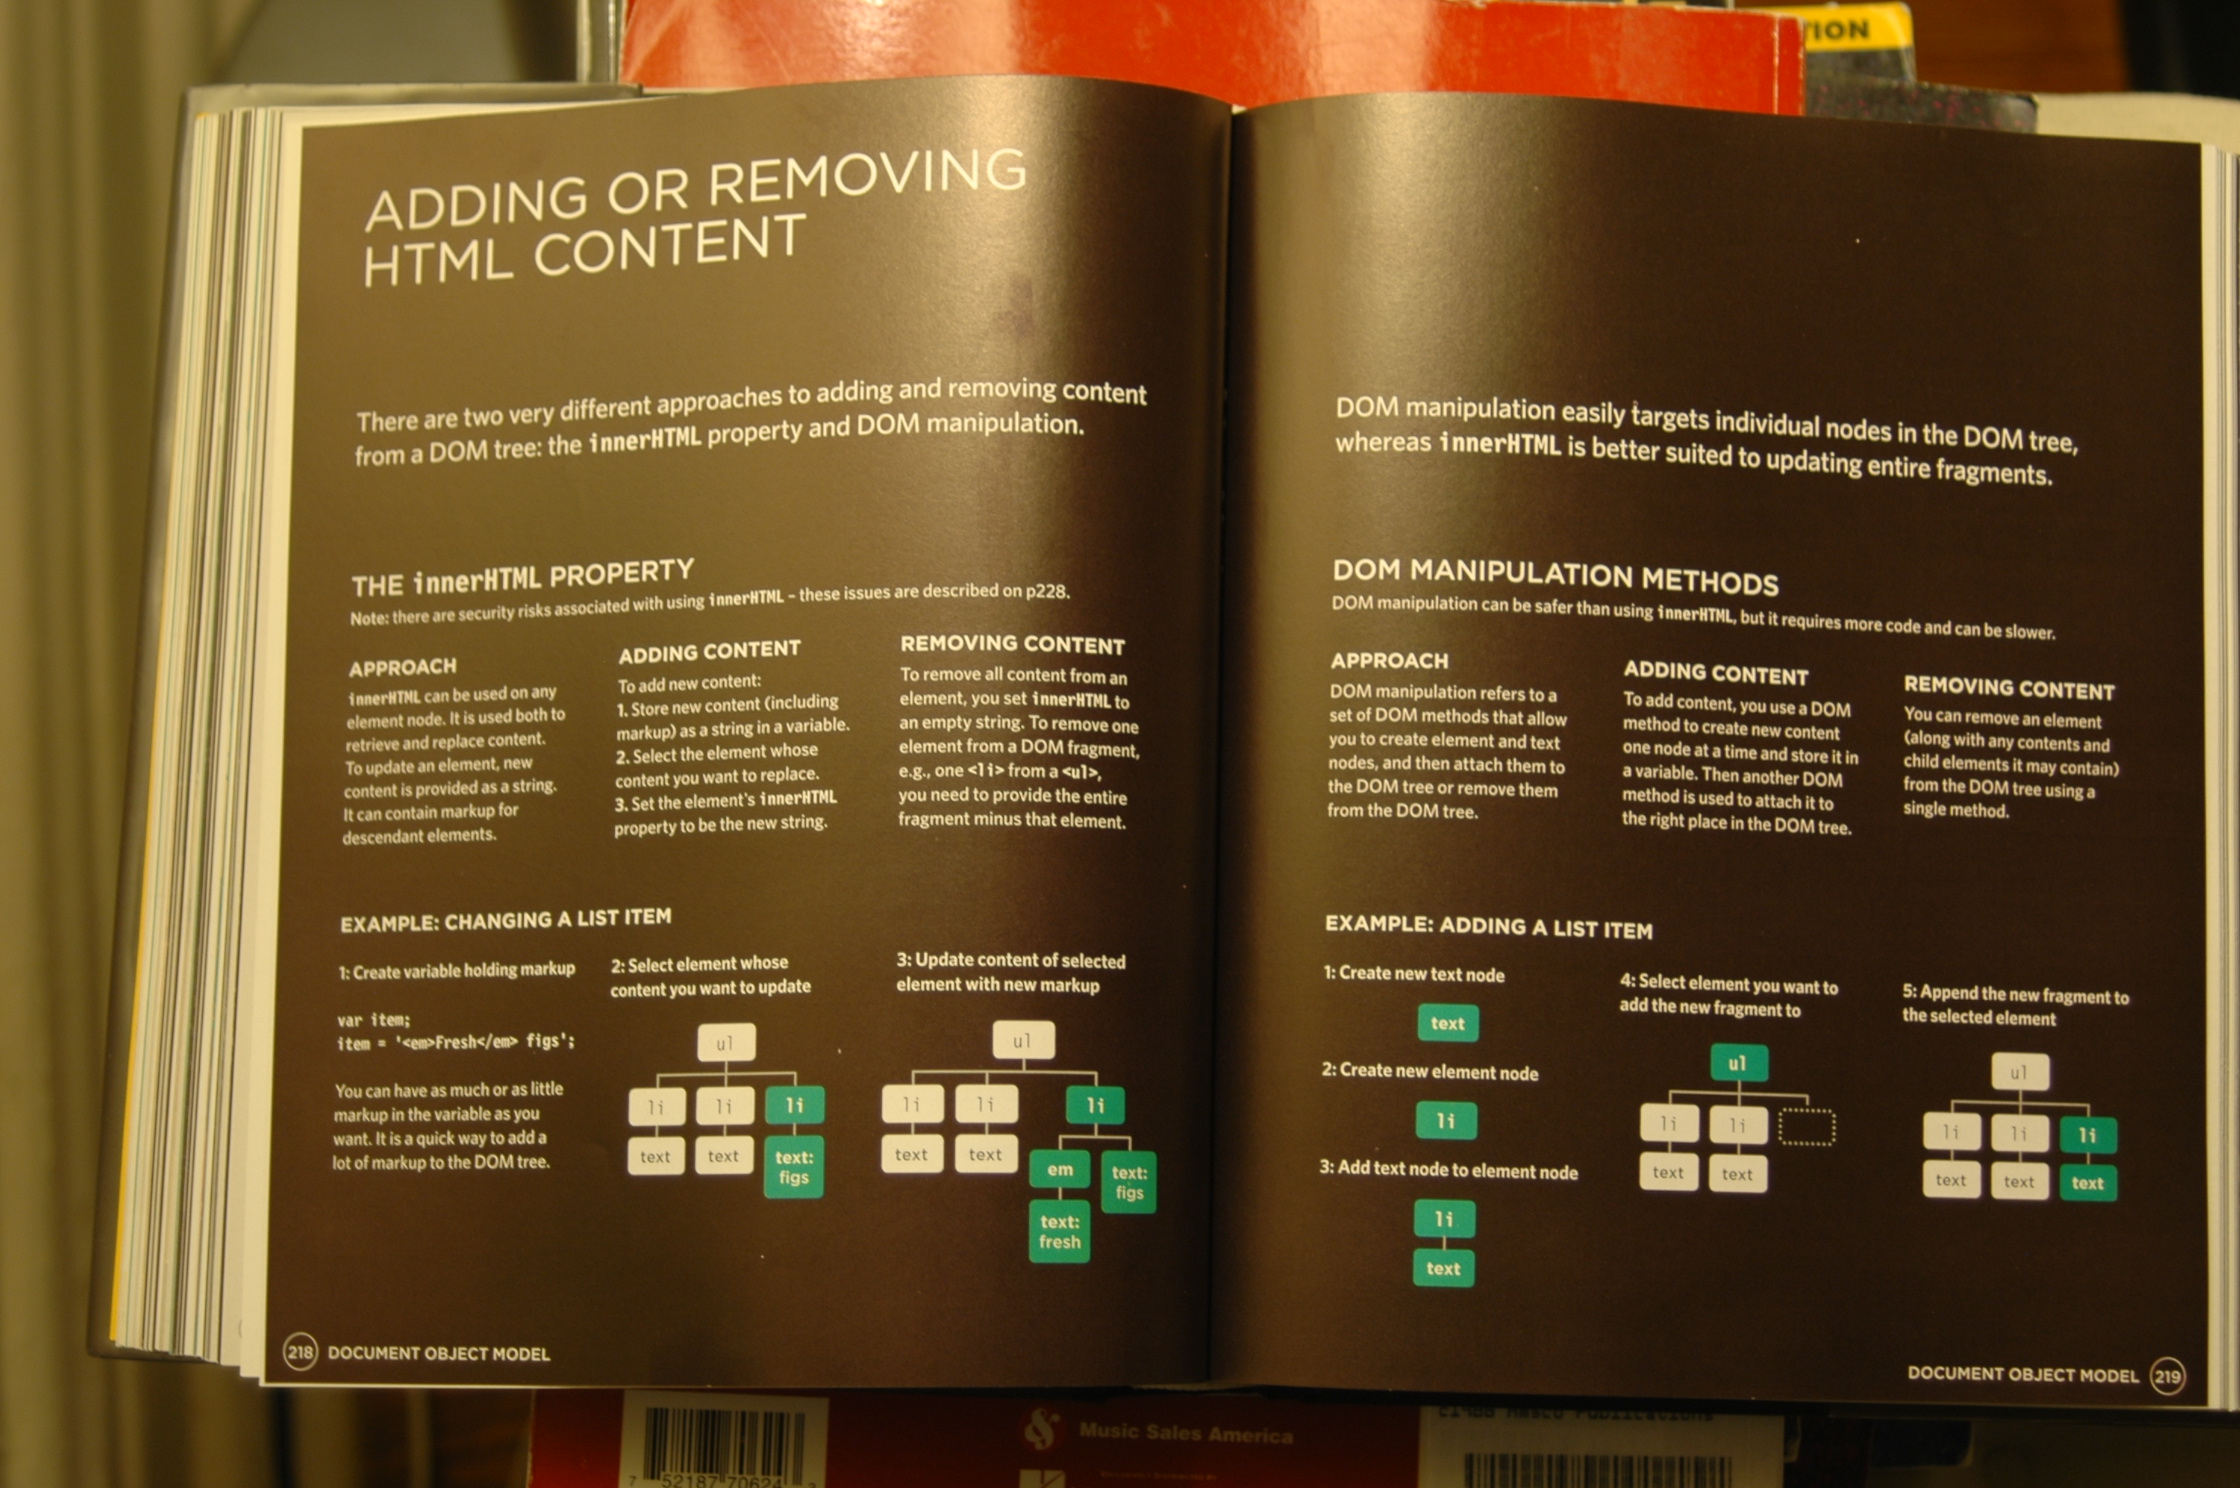 TION
ADDING OR REMOVING
HTML CONTENT
There are two very different approaches to adding and removing content
from a DOM tree: the innerHTML property and DOM manipulation.
THE innerHTML PROPERTY
Note: there are security risks associated with using innerHTML – these issues are described on p228.
APPROACH
innerHTML can be used on any
element node. It is used both to
retrieve and replace content.
To update an element, new
content is provided as a string.
It can contain markup for
descendant elements.
ADDING CONTENT
To add new content:
1. Store new content (including
markup) as a string in a variable.
2. Select the element whose
content you want to replace.
3. Set the element's innerHTML
property to be the new string.
REMOVING CONTENT
To remove all content from an
element, you set innerHTML to
an empty string. To remove one
element from a DOM fragment,
e.g., one <li> from a <ul>,
you need to provide the entire
fragment minus that element.
EXAMPLE: CHANGING A LIST ITEM
1: Create variable holding markup
var item;
item = '<em>Fresh</em> figs';
You can have as much or as little
markup in the variable as you
want. It is a quick way to add a
lot of markup to the DOM tree.
2: Select element whose
content you want to update
ul
li li li
text text text:
figs
3: Update content of selected
element with new markup
ul
li li li
text text em text:
figs
text:
fresh
218 DOCUMENT OBJECT MODEL
DOM manipulation easily targets individual nodes in the DOM tree,
whereas innerHTML is better suited to updating entire fragments.
DOM MANIPULATION METHODS
DOM manipulation can be safer than using innerHTML, but it requires more code and can be slower.
APPROACH
DOM manipulation refers to a
set of DOM methods that allow
you to create element and text
nodes, and then attach them to
the DOM tree or remove them
from the DOM tree.
ADDING CONTENT
To add content, you use a DOM
method to create new content
one node at a time and store it in
a variable. Then another DOM
method is used to attach it to
the right place in the DOM tree.
REMOVING CONTENT
You can remove an element
(along with any contents and
child elements it may contain)
from the DOM tree using a
single method.
EXAMPLE: ADDING A LIST ITEM
1: Create new text node
text
2: Create new element node
li
3: Add text node to element node
li
text
4: Select element you want to
add the new fragment to
ul
li li
text text
5: Append the new fragment to
the selected element
ul
li li li
text text text
DOCUMENT OBJECT MODEL 219
Music Sales America
7 52187 70624